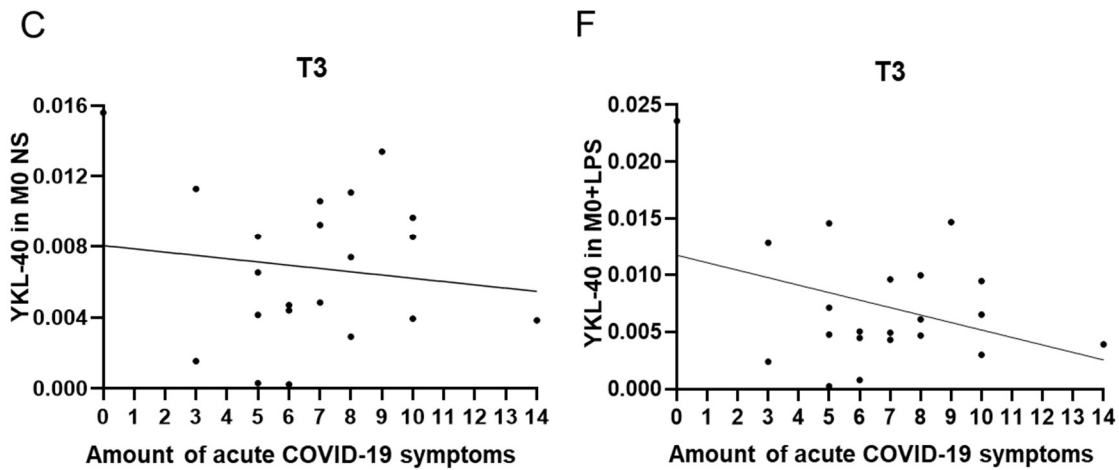 C
T3
YKL-40 in M0 NS
0.016
0.012
0.008
0.004
0.000
0 1 2 3 4 5 6 7 8 9 10 11 12 13 14
Amount of acute COVID-19 symptoms
F
T3
YKL-40 in M0+LPS
0.025
0.020
0.015
0.010
0.005
0.000
0 1 2 3 4 5 6 7 8 9 10 11 12 13 14
Amount of acute COVID-19 symptoms